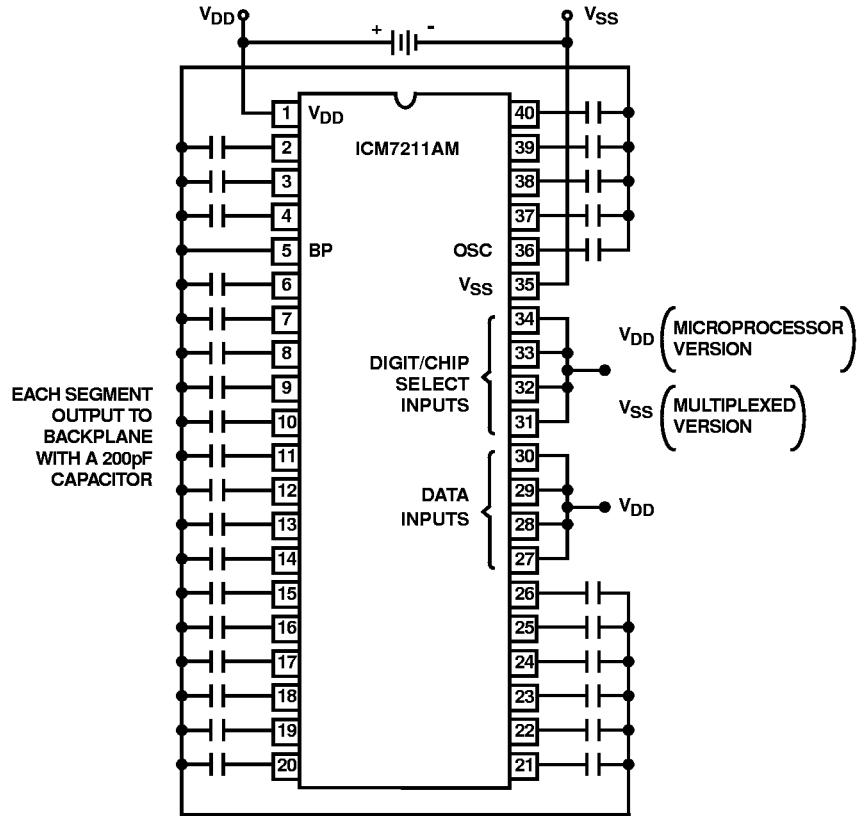 VDD
+ -
VSS
1 VDD
40
ICM7211AM
2
39
3
38
4
37
5 BP
OSC 36
6
VSS 35
7
34
8
33
9
32
10
31
DIGIT/CHIP
SELECT
INPUTS
VDD (MICROPROCESSOR
VERSION)
VSS (MULTIPLEXED
VERSION)
EACH SEGMENT
OUTPUT TO
BACKPLANE
WITH A 200pF
CAPACITOR
11
30
12
29
13
28
14
27
DATA
INPUTS
VDD
15
26
16
25
17
24
18
23
19
22
20
21